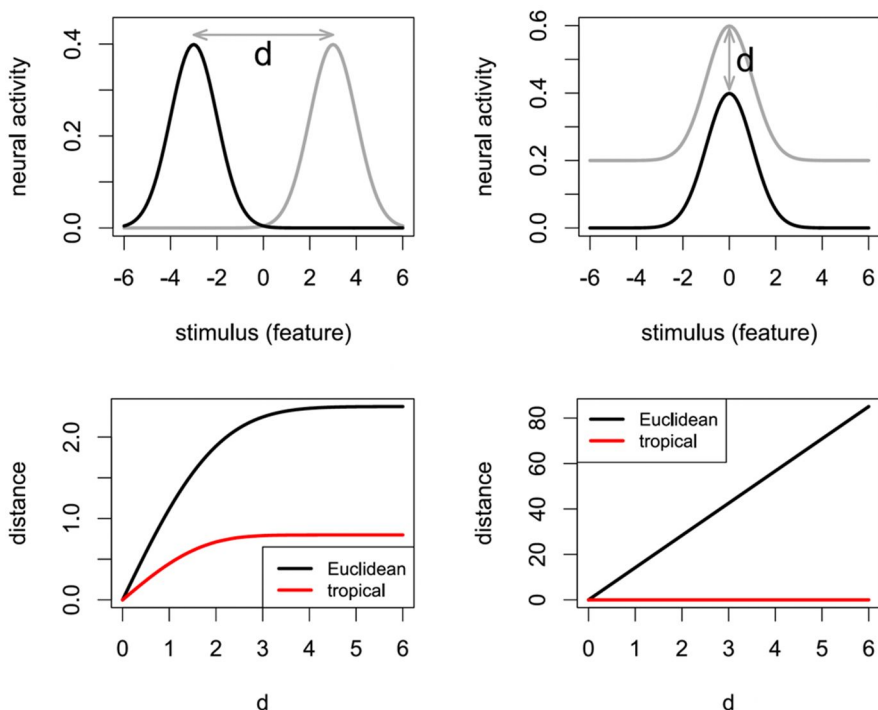 neural activity
0.4
0.2
0.0
d
-6 -4 -2 0 2 4 6
stimulus (feature)
neural activity
0.6
0.4
0.2
0.0
d
-6 -4 -2 0 2 4 6
stimulus (feature)
distance
2.0
1.0
0.0
Euclidean
tropical
0 1 2 3 4 5 6
d
distance
80
60
40
20
0
Euclidean
tropical
0 1 2 3 4 5 6
d